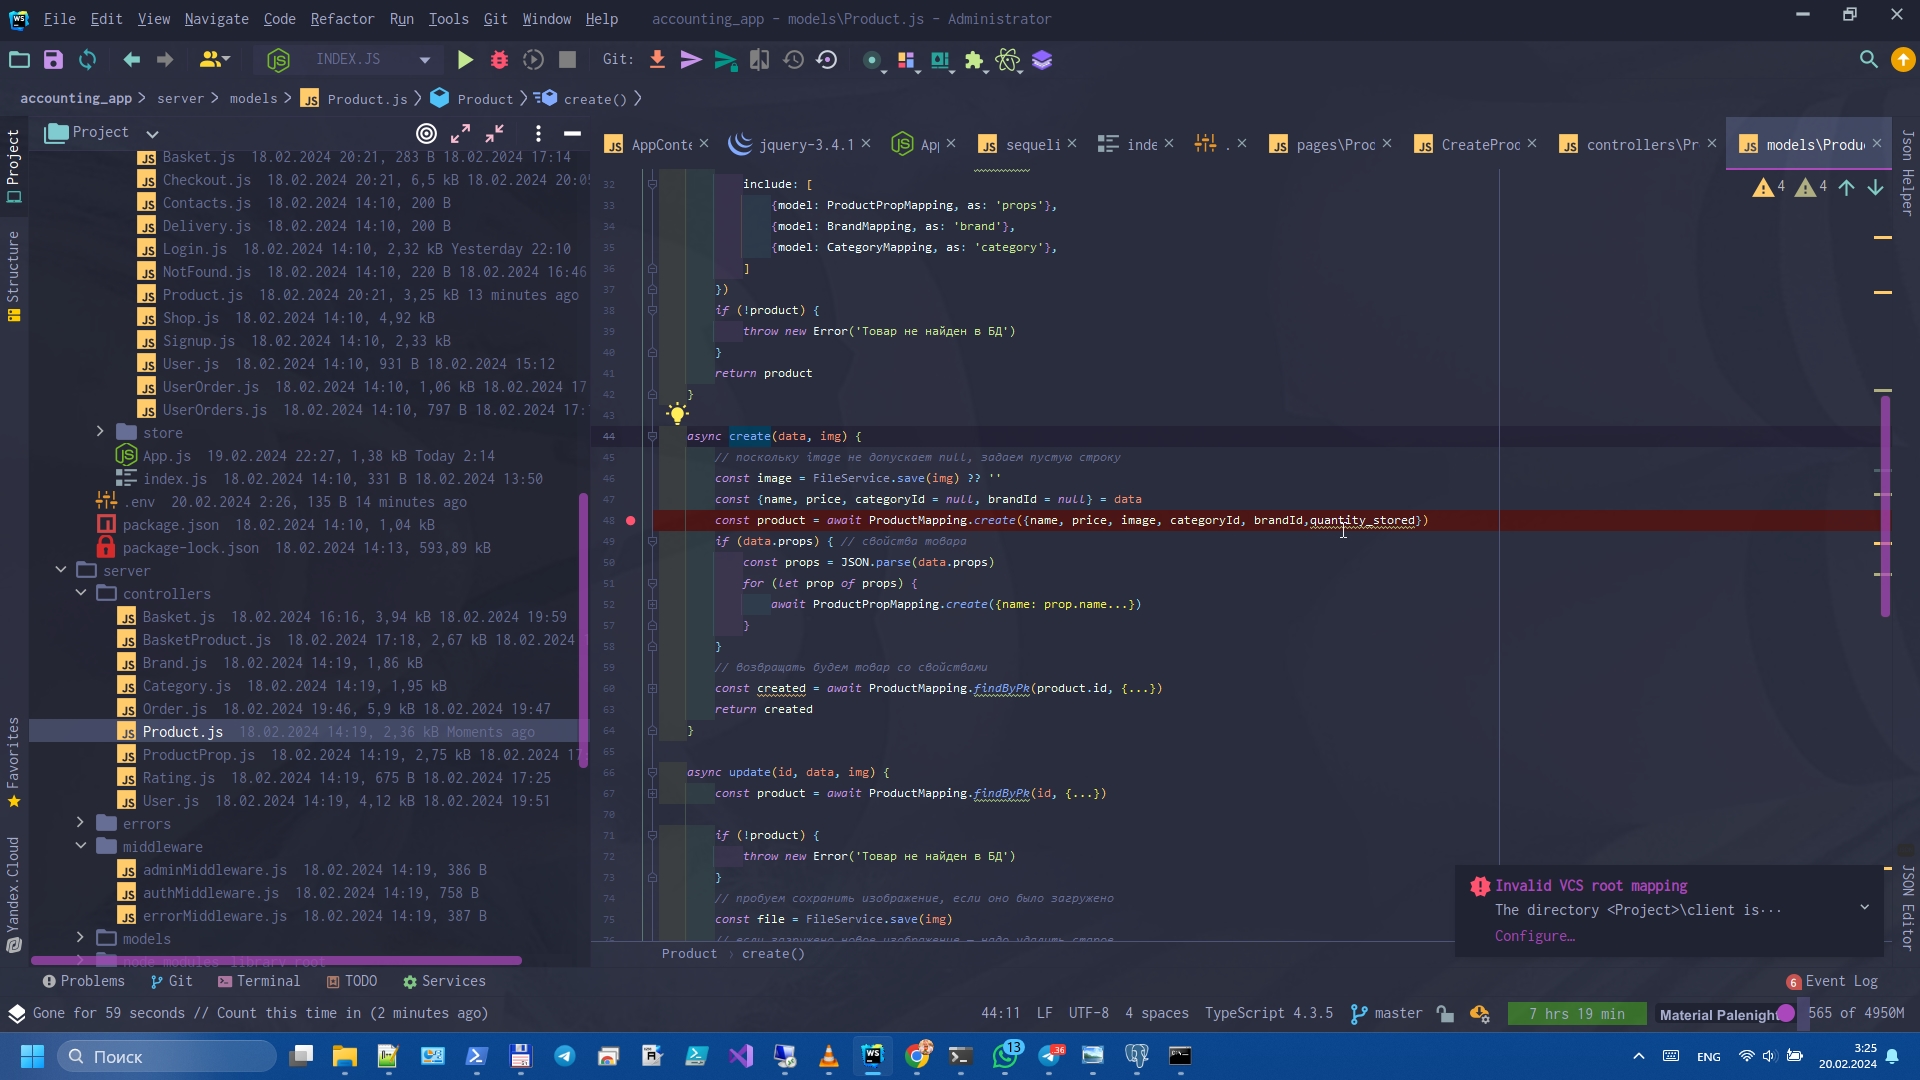 File Edit View Navigate Code Refactor Run Tools Git Window Help accounting_app - models\Product.js - Administrator
INDEX.JS Git:
accounting_app server models Product.js Product create()
Project
AppConte jquery-3.4.1 Ap sequeli inde . pages\Proc CreateProc controllers\Pr models\Produ
Basket.js 18.02.2024 20:21, 283 B 18.02.2024 17:14
Checkout.js 18.02.2024 20:21, 6,5 kB 18.02.2024 20:0
Contacts.js 18.02.2024 14:10, 200 B
Delivery.js 18.02.2024 14:10, 200 B
Login.js 18.02.2024 14:10, 2,32 kB Yesterday 22:10
NotFound.js 18.02.2024 14:10, 220 B 18.02.2024 16:46
Product.js 18.02.2024 20:21, 3,25 kB 13 minutes ago
Shop.js 18.02.2024 14:10, 4,92 kB
Signup.js 18.02.2024 14:10, 2,33 kB
User.js 18.02.2024 14:10, 931 B 18.02.2024 15:12
UserOrder.js 18.02.2024 14:10, 1,06 kB 18.02.2024 17
UserOrders.js 18.02.2024 14:10, 797 B 18.02.2024 17:
store
App.js 19.02.2024 22:27, 1,38 kB Today 2:14
index.js 18.02.2024 14:10, 331 B 18.02.2024 13:50
.env 20.02.2024 2:26, 135 B 14 minutes ago
package.json 18.02.2024 14:10, 1,04 kB
package-lock.json 18.02.2024 14:13, 593,89 kB
server
controllers
Basket.js 18.02.2024 16:16, 3,94 kB 18.02.2024 19:59
BasketProduct.js 18.02.2024 17:18, 2,67 kB 18.02.2024
Brand.js 18.02.2024 14:19, 1,86 kB
Category.js 18.02.2024 14:19, 1,95 kB
Order.js 18.02.2024 19:46, 5,9 kB 18.02.2024 19:47
Product.js 18.02.2024 14:19, 2,36 kB Moments ago
ProductProp.js 18.02.2024 14:19, 2,75 kB 18.02.2024 17
Rating.js 18.02.2024 14:19, 675 B 18.02.2024 17:25
User.js 18.02.2024 14:19, 4,12 kB 18.02.2024 19:51
errors
middleware
adminMiddleware.js 18.02.2024 14:19, 386 B
authMiddleware.js 18.02.2024 14:19, 758 B
errorMiddleware.js 18.02.2024 14:19, 387 B
models
node_modules library root
Project
Structure
Favorites
Yandex.Cloud
4 4
32 include: [
33 {model: ProductPropMapping, as: 'props'},
34 {model: BrandMapping, as: 'brand'},
35 {model: CategoryMapping, as: 'category'},
36 ]
37 })
38 if (!product) {
39 throw new Error('Товар не найден в БД')
40 }
41 return product
42 }
43
44 async create(data, img) {
45 // поскольку image не допускает null, задаем пустую строку
46 const image = FileService.save(img) ?? ''
47 const {name, price, categoryId = null, brandId = null} = data
48 const product = await ProductMapping.create({name, price, image, categoryId, brandId,quantity_stored})
49 if (data.props) { // свойства товара
50 const props = JSON.parse(data.props)
51 for (let prop of props) {
52 await ProductPropMapping.create({name: prop.name...})
57 }
58 }
59 // возвращать будем товар со свойствами
60 const created = await ProductMapping.findByPk(product.id, {...})
63 return created
64 }
65
66 async update(id, data, img) {
67 const product = await ProductMapping.findByPk(id, {...})
70
71 if (!product) {
72 throw new Error('Товар не найден в БД')
73 }
74 // пробуем сохранить изображение, если оно было загружено
75 const file = FileService.save(img)
76 // если загружено новое изображение — надо удалить старое
Product create()
Json Helper
JSON Editor
Invalid VCS root mapping
The directory <Project>\client is...
Configure...
Problems Git Terminal TODO Services 6 Event Log
Gone for 59 seconds // Count this time in (2 minutes ago) 44:11 LF UTF-8 4 spaces TypeScript 4.3.5 master 7 hrs 19 min Material Palenight 565 of 4950M
Поиск 13 36 ENG 3:25
20.02.2024